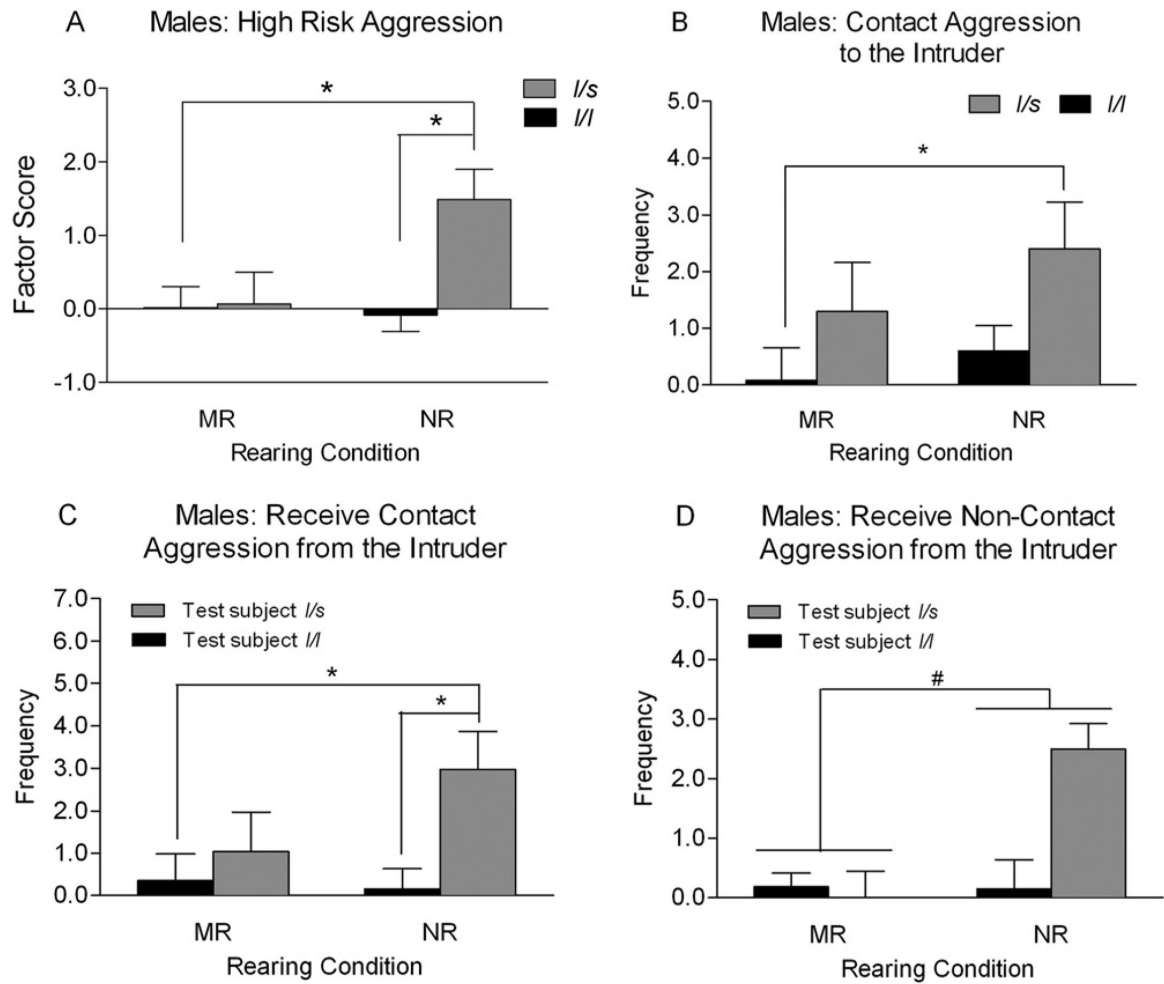 A Males: High Risk Aggression
l/s
l/l
*
*
3.0
2.0
1.0
0.0
-1.0
Factor Score
MR NR
Rearing Condition
B Males: Contact Aggression
to the Intruder
l/s l/l
*
5.0
4.0
3.0
2.0
1.0
0.0
Frequency
MR NR
Rearing Condition
C Males: Receive Contact
Aggression from the Intruder
Test subject l/s
Test subject l/l
*
*
7.0
6.0
5.0
4.0
3.0
2.0
1.0
0.0
Frequency
MR NR
Rearing Condition
D Males: Receive Non-Contact
Aggression from the Intruder
Test subject l/s
Test subject l/l
#
5.0
4.0
3.0
2.0
1.0
0.0
Frequency
MR NR
Rearing Condition